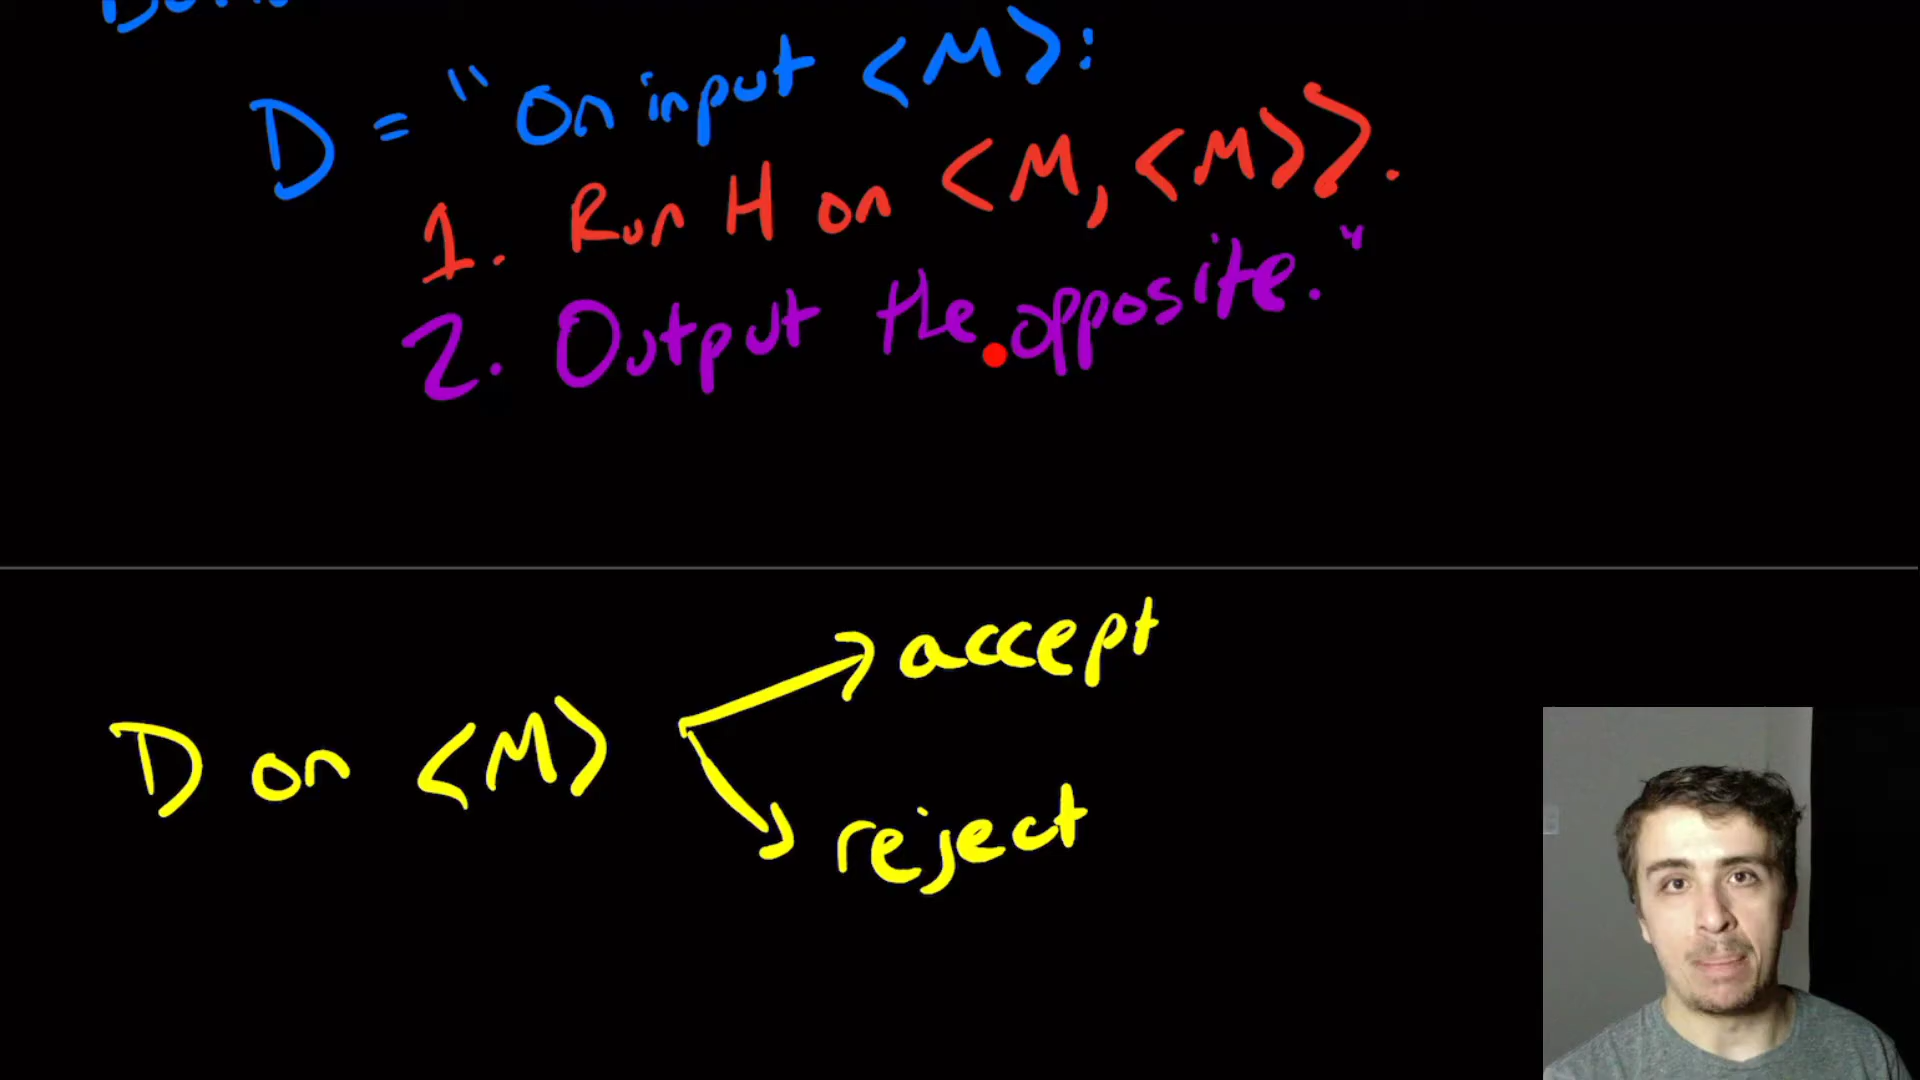 D = "On input <M>:
1. Run H on <M, <M>>.
2. Output the opposite."
D on <M>
accept
reject